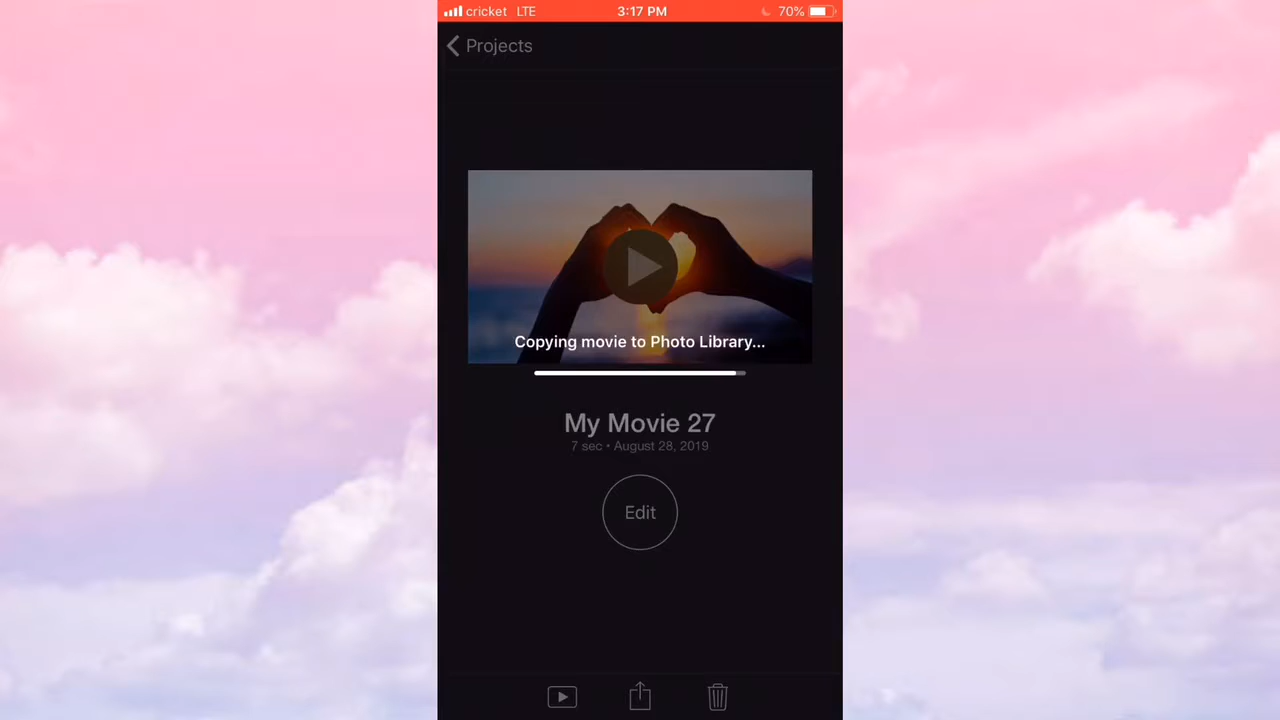 cricket LTE 3:17 PM 70%
Projects
Copying movie to Photo Library...
My Movie 27
7 sec • August 28, 2019
Edit